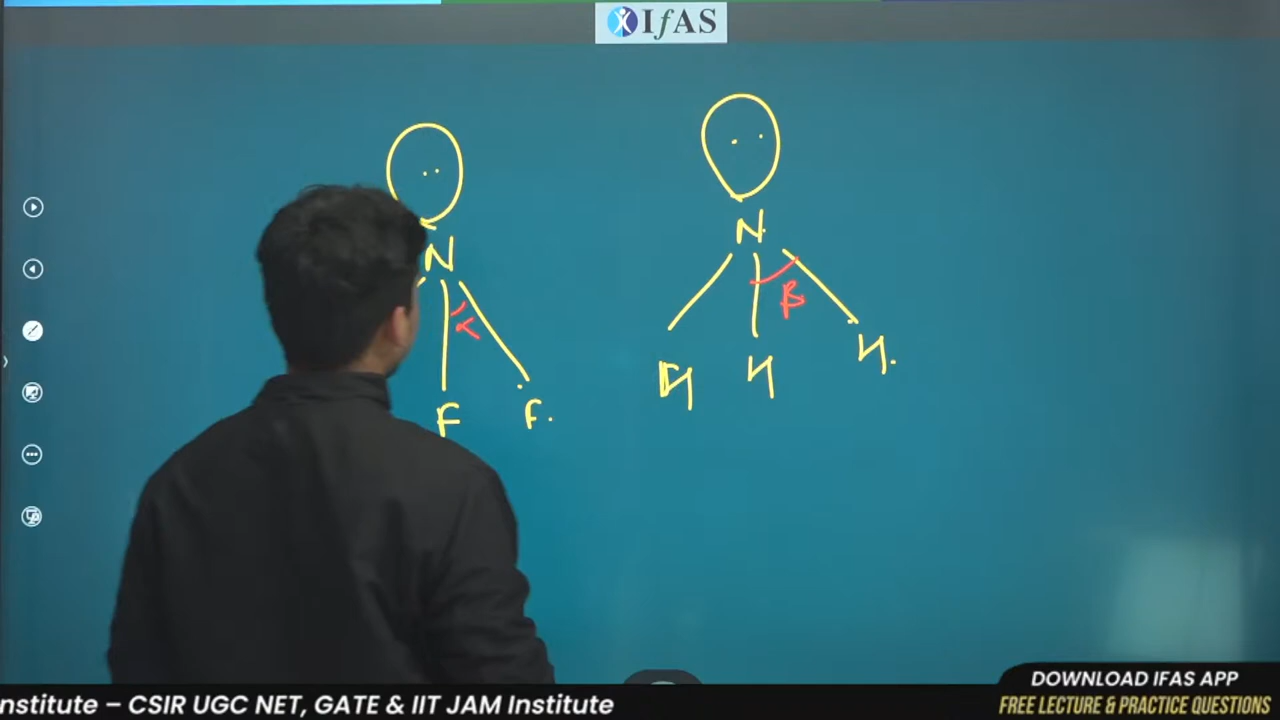 IfAS
N
α
F
F.
N.
β
H
H
H.
nstitute – CSIR UGC NET, GATE & IIT JAM Institute
DOWNLOAD IFAS APP
FREE LECTURE & PRACTICE QUESTIONS